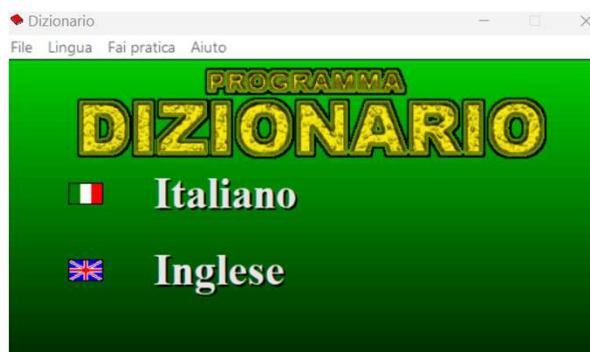 Dizionario
File Lingua Fai pratica Aiuto
PROGRAMMA
DIZIONARIO
Italiano
Inglese